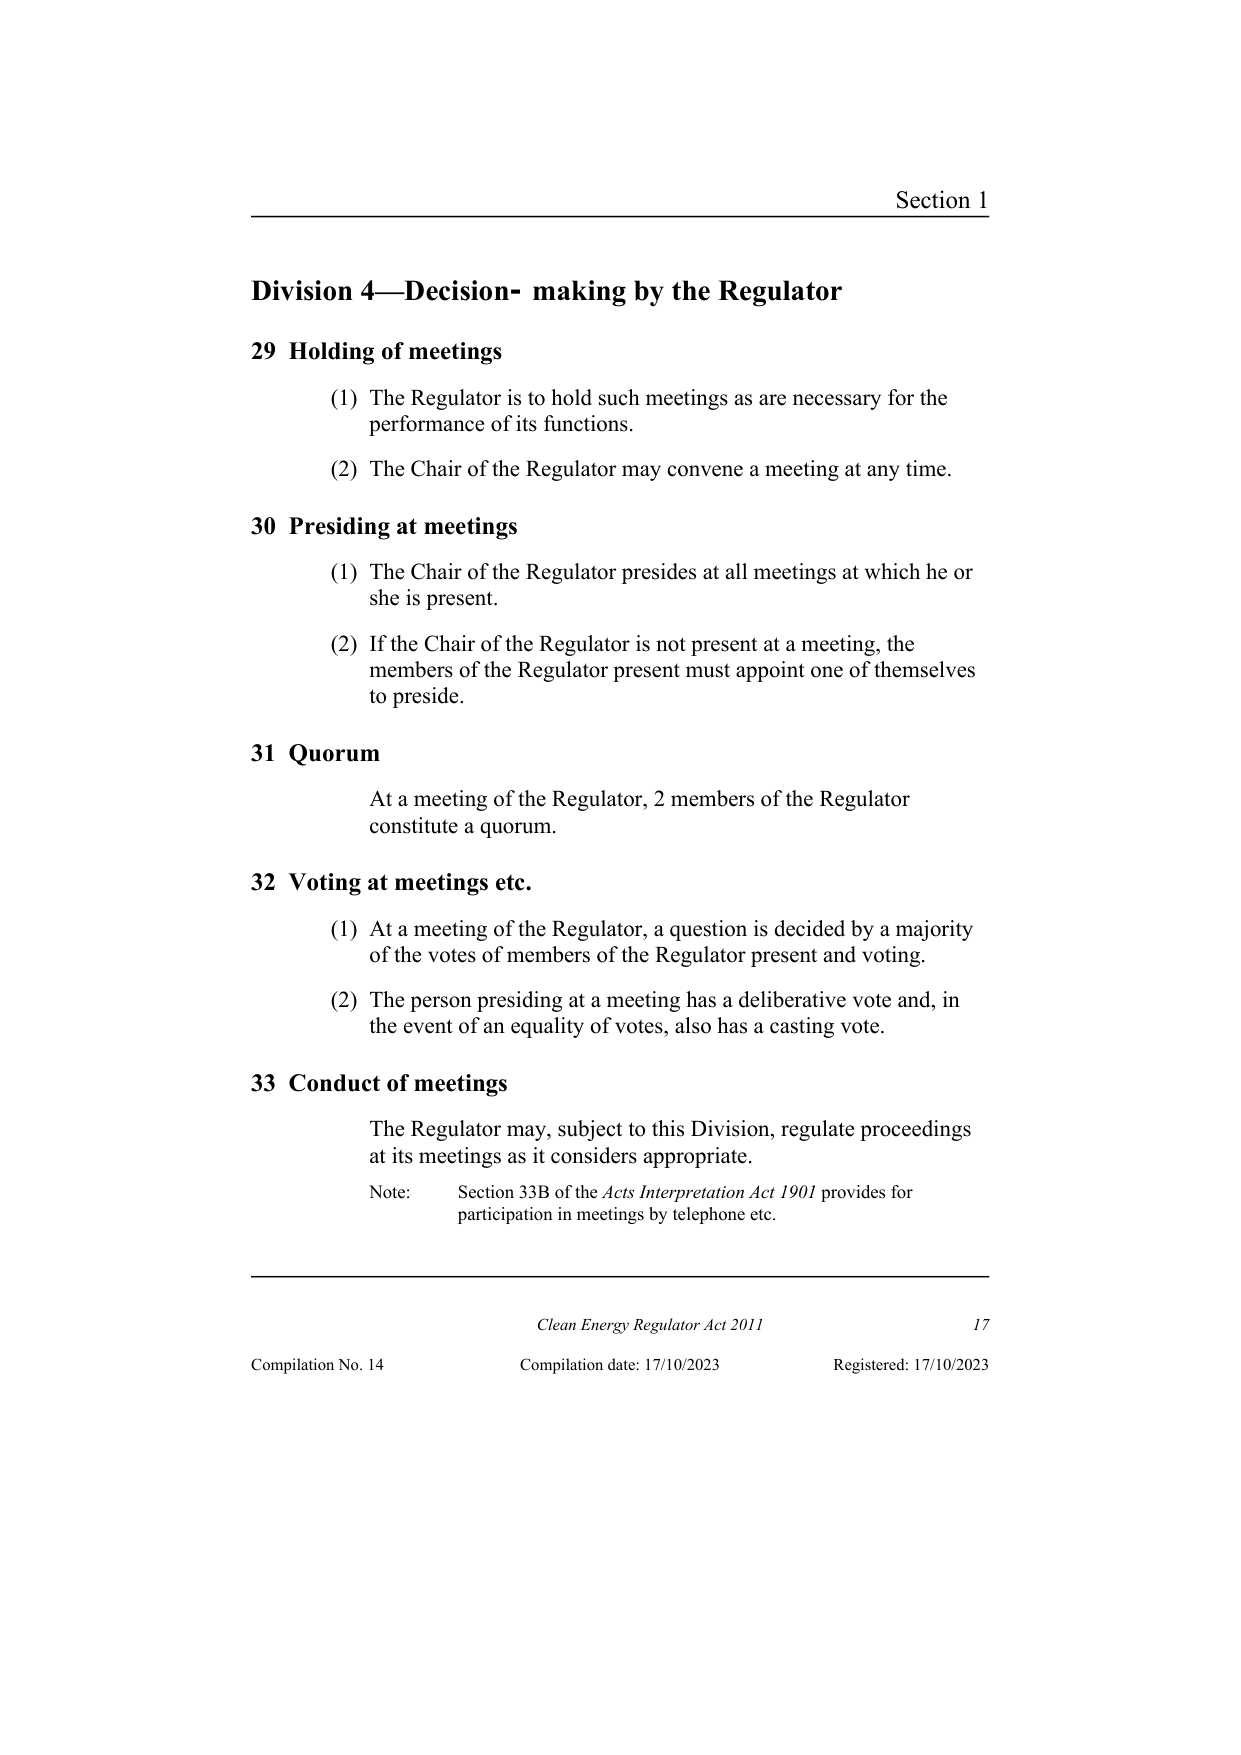 Section 1
Division 4—Decision- making by the Regulator
29 Holding of meetings
(1) The Regulator is to hold such meetings as are necessary for the
performance of its functions.
(2) The Chair of the Regulator may convene a meeting at any time.
30 Presiding at meetings
(1) The Chair of the Regulator presides at all meetings at which he or
she is present.
(2) If the Chair of the Regulator is not present at a meeting, the
members of the Regulator present must appoint one of themselves
to preside.
31 Quorum
At a meeting of the Regulator, 2 members of the Regulator
constitute a quorum.
32 Voting at meetings etc.
(1) At a meeting of the Regulator, a question is decided by a majority
of the votes of members of the Regulator present and voting.
(2) The person presiding at a meeting has a deliberative vote and, in
the event of an equality of votes, also has a casting vote.
33 Conduct of meetings
The Regulator may, subject to this Division, regulate proceedings
at its meetings as it considers appropriate.
Note: Section 33B of the Acts Interpretation Act 1901 provides for
participation in meetings by telephone etc.
Clean Energy Regulator Act 2011 17
Compilation No. 14 Compilation date: 17/10/2023 Registered: 17/10/2023